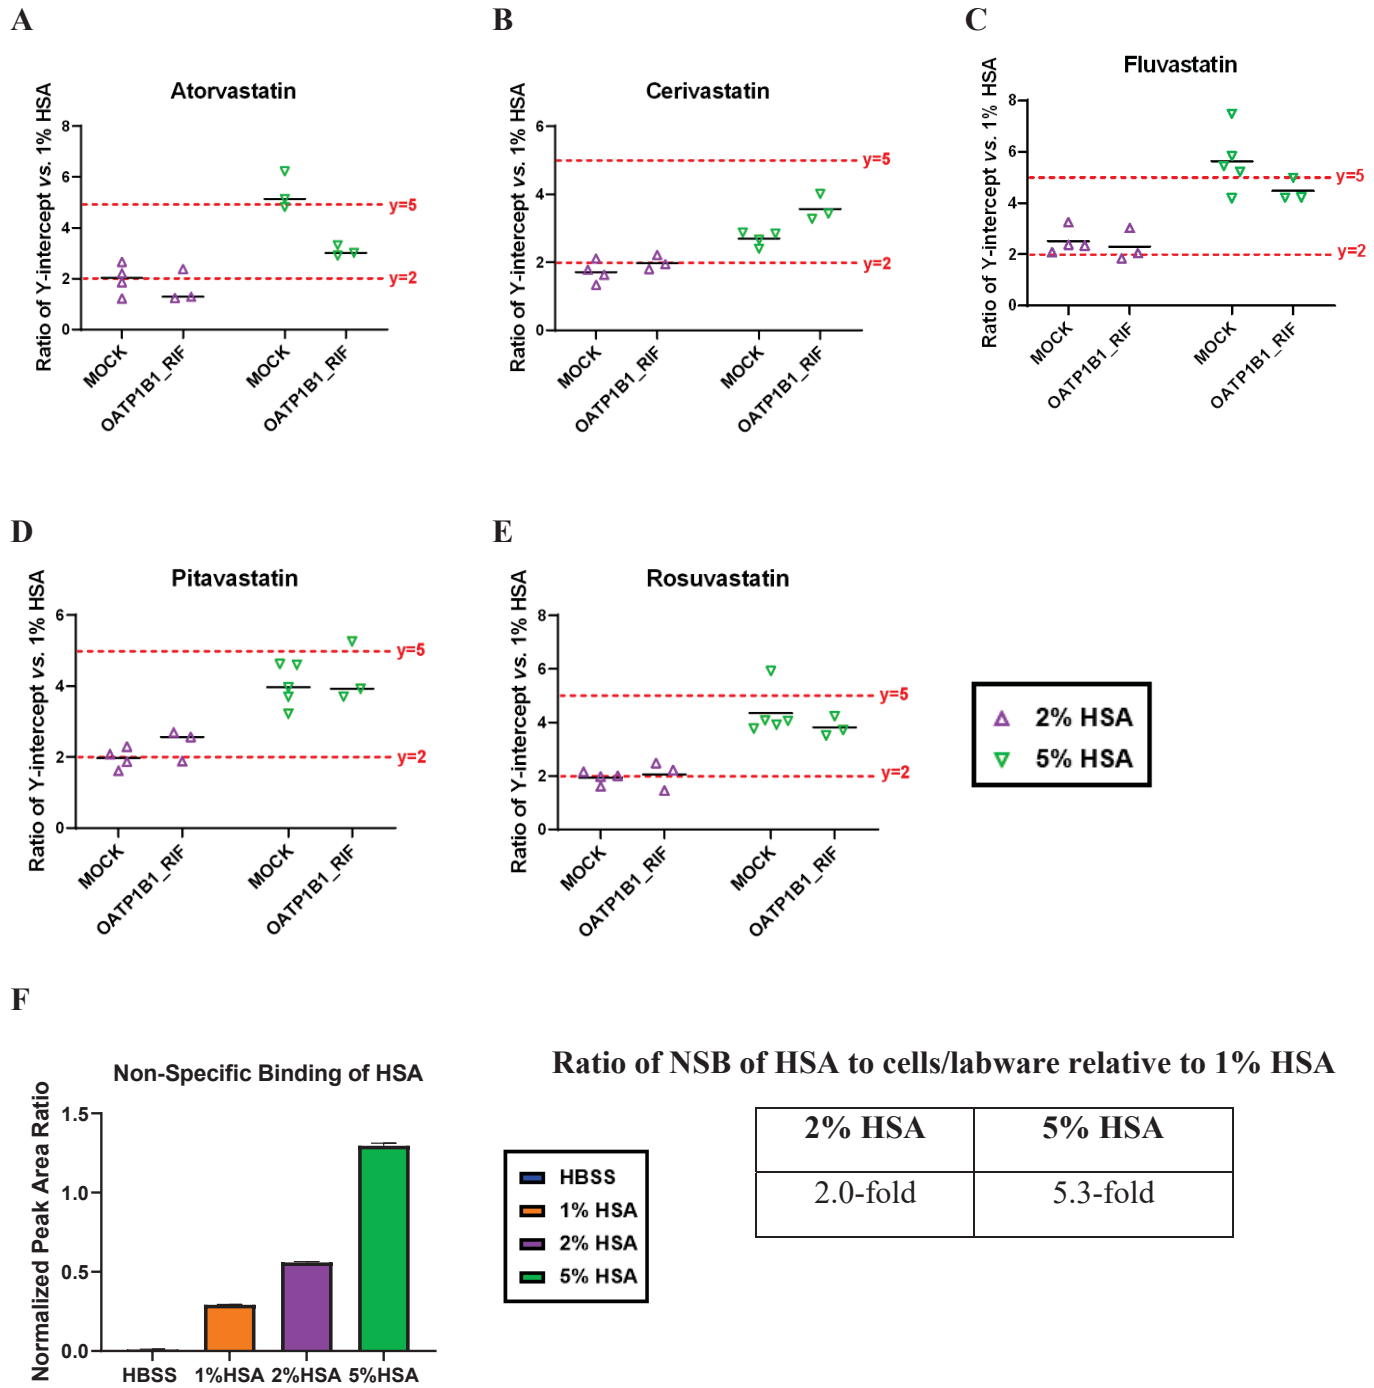 A
B
C
Atorvastatin
Ratio of Y-intercept vs. 1% HSA
8
6
4
2
0
y=5
y=2
MOCK
OATP1B1_RIF
MOCK
OATP1B1_RIF
Cerivastatin
Ratio of Y-intercept vs. 1% HSA
6
4
2
0
y=5
y=2
MOCK
OATP1B1_RIF
MOCK
OATP1B1_RIF
Fluvastatin
Ratio of Y-intercept vs. 1% HSA
8
6
4
2
0
y=5
y=2
MOCK
OATP1B1_RIF
MOCK
OATP1B1_RIF
D
E
Pitavastatin
Ratio of Y-intercept vs. 1% HSA
6
4
2
0
y=5
y=2
MOCK
OATP1B1_RIF
MOCK
OATP1B1_RIF
Rosuvastatin
Ratio of Y-intercept vs. 1% HSA
8
6
4
2
0
y=5
y=2
MOCK
OATP1B1_RIF
MOCK
OATP1B1_RIF
2% HSA
5% HSA
F
Non-Specific Binding of HSA
Normalized Peak Area Ratio
1.5
1.0
0.5
0.0
HBSS 1%HSA 2%HSA 5%HSA
HBSS
1% HSA
2% HSA
5% HSA
Ratio of NSB of HSA to cells/labware relative to 1% HSA
2% HSA 5% HSA
2.0-fold 5.3-fold